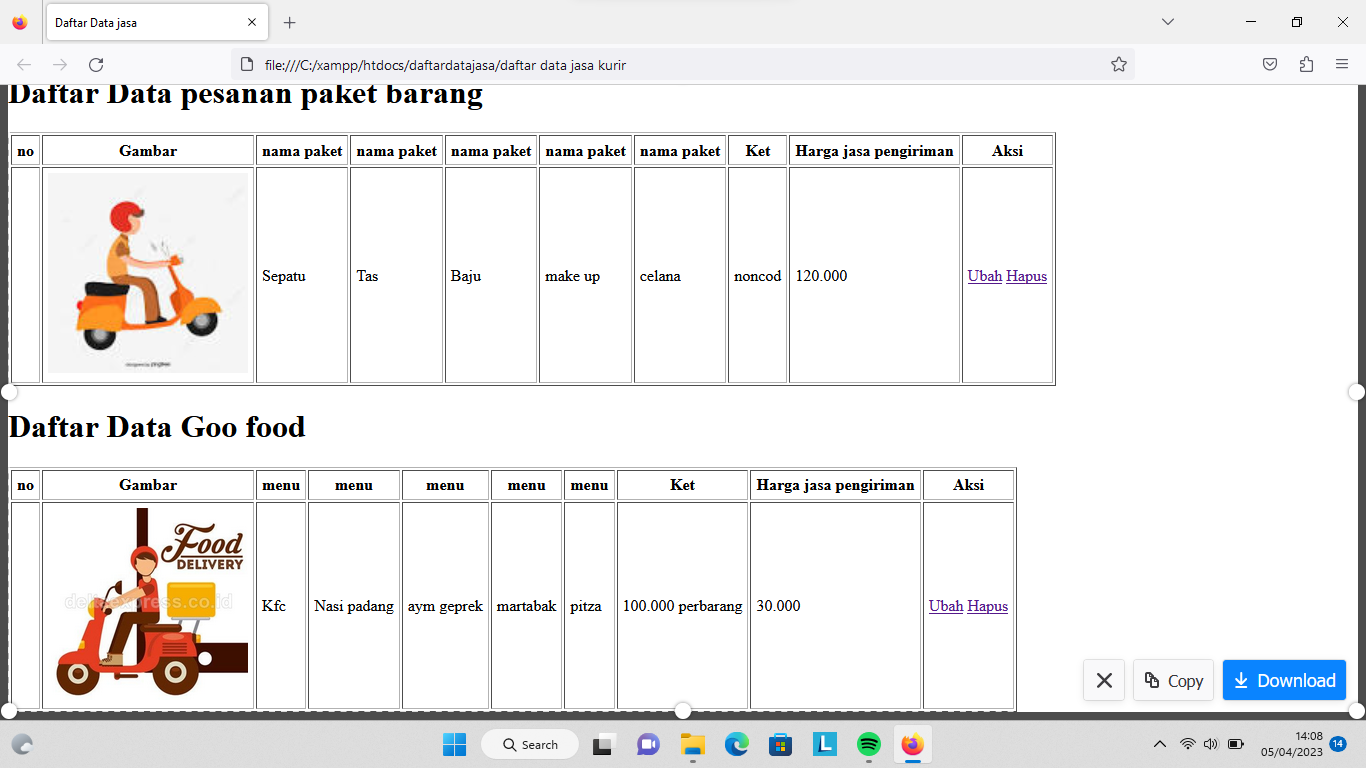 Daftar Data jasa
file:///C:/xampp/htdocs/daftardatajasa/daftar data jasa kurir
Daftar Data pesanan paket barang
no Gambar nama paket nama paket nama paket nama paket nama paket Ket Harga jasa pengiriman Aksi
Sepatu Tas Baju make up celana noncod 120.000 Ubah Hapus
Daftar Data Goo food
no Gambar menu menu menu menu menu Ket Harga jasa pengiriman Aksi
Food
DELIVERY
deliveeexpress.co.id
Kfc Nasi padang aym geprek martabak pitza 100.000 perbarang 30.000 Ubah Hapus
Copy Download
Search
14:08
05/04/2023
14